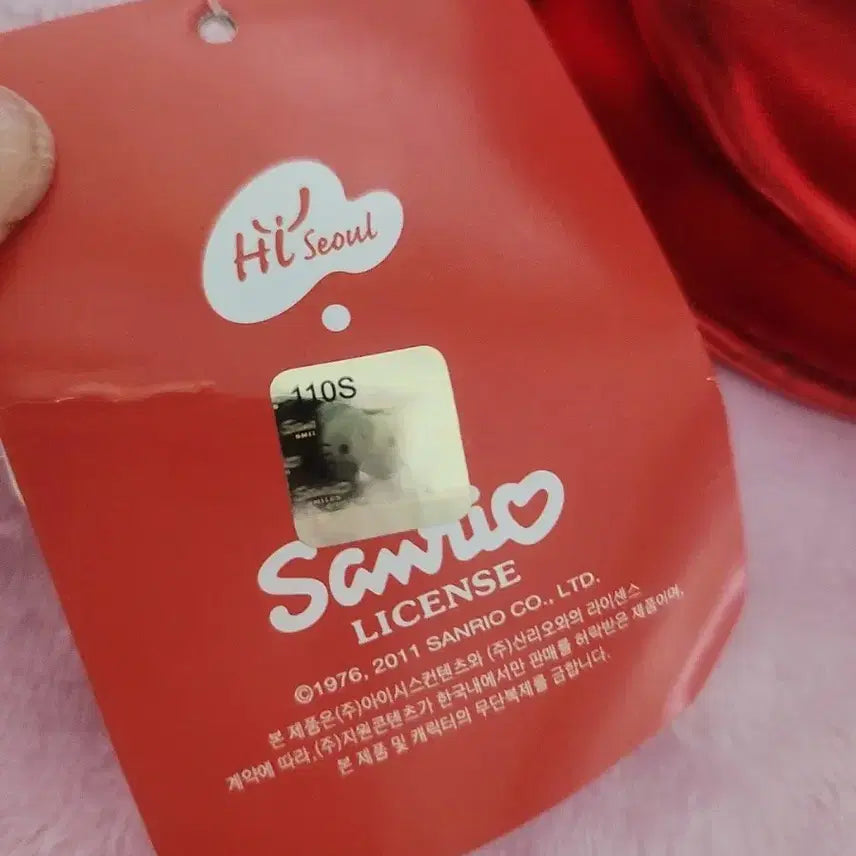 Hi Seoul
110S
SMIL
SMILES
Sanrio
LICENSE
©1976, 2011 SANRIO CO., LTD.
본 제품은(주)아이시스컨텐츠와 (주)산리오와의 라이센스
계약에 따라,(주)지원콘텐츠가 한국내에서만 판매를 허락받은 제품이며,
본 제품 및 캐릭터의 무단복제를 금합니다.